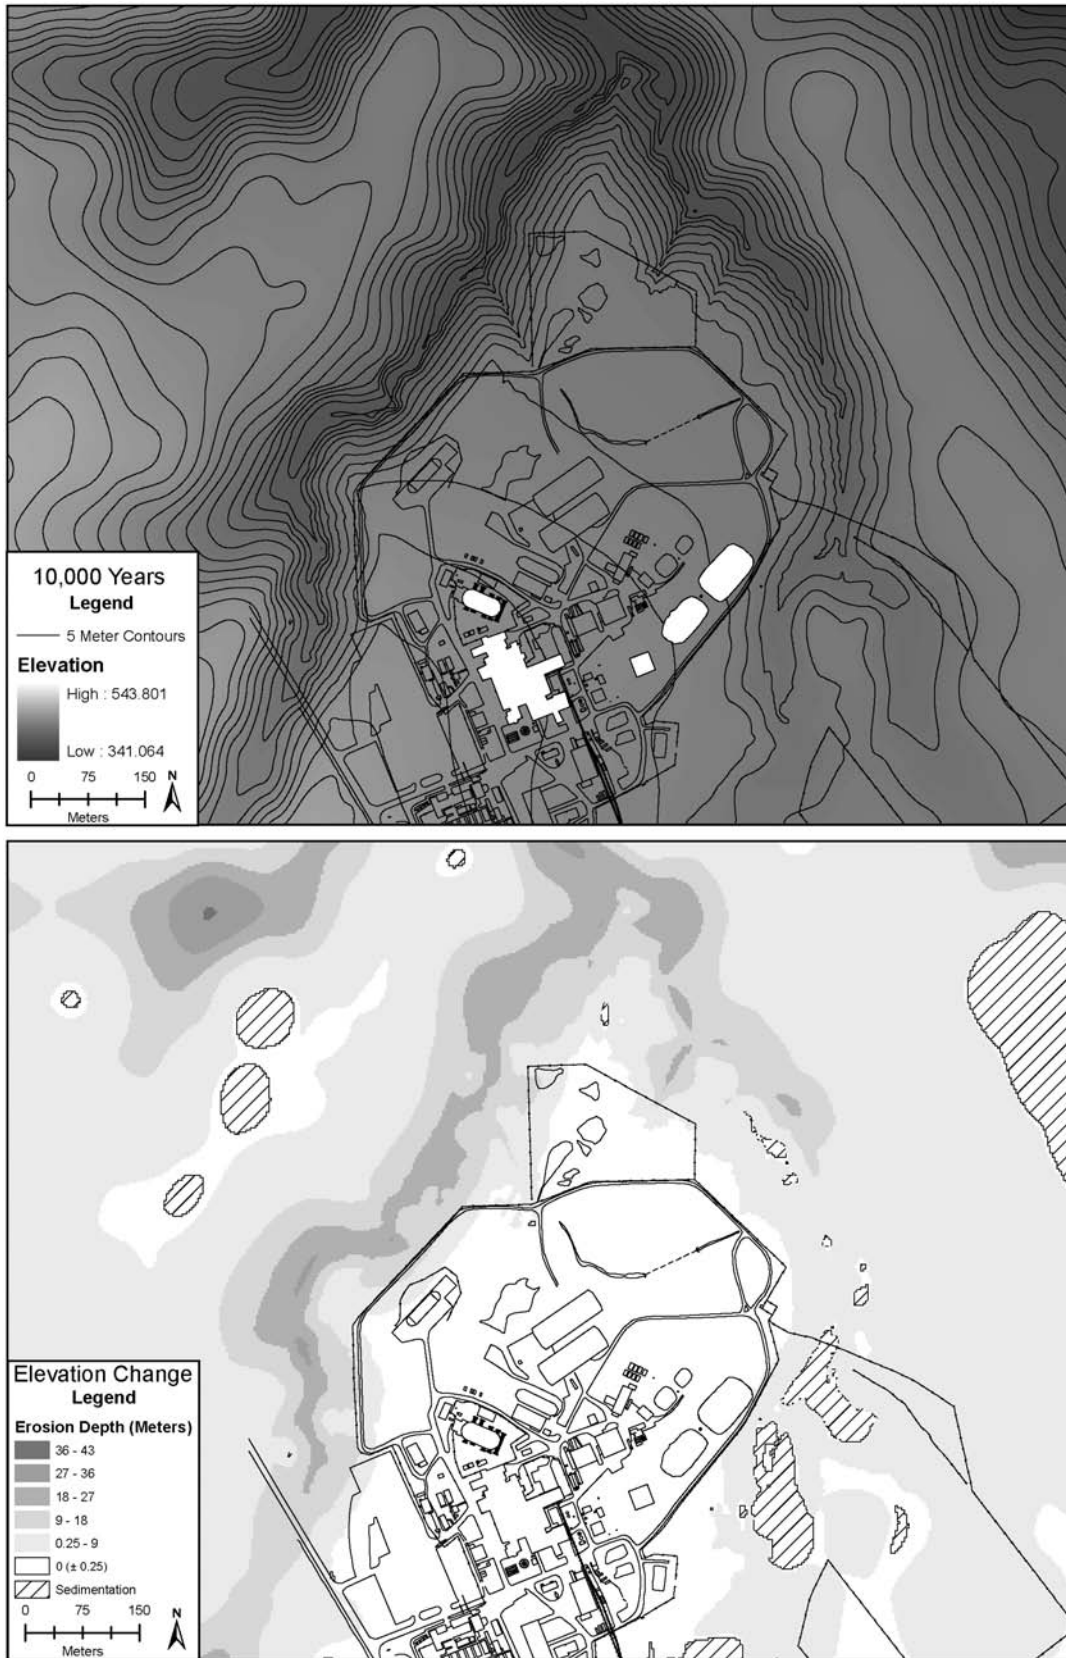 10,000 Years
Legend
5 Meter Contours
Elevation
High : 543.801
Low : 341.064
0 75 150
Meters
N
Elevation Change
Legend
Erosion Depth (Meters)
36 - 43
27 - 36
18 - 27
9 - 18
0.25 - 9
0 (± 0.25)
Sedimentation
0 75 150
Meters
N